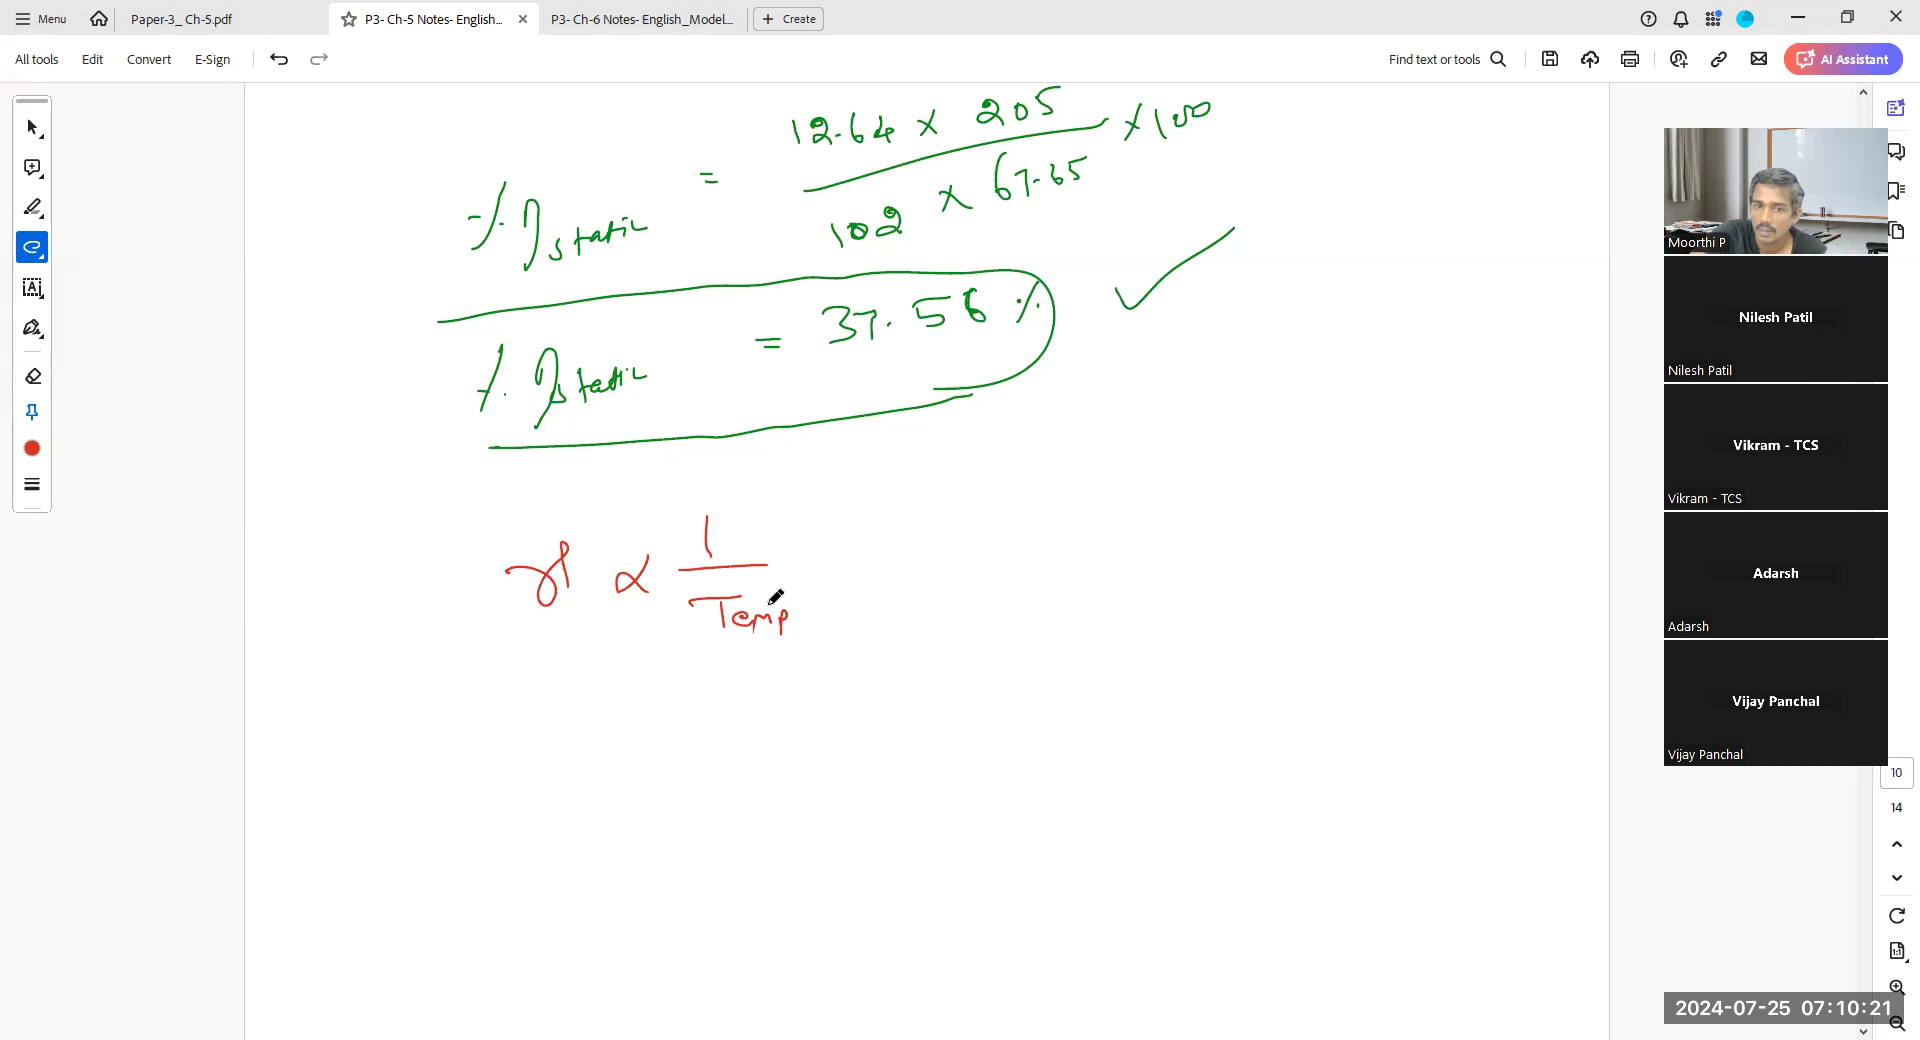 Menu
Paper-3_ Ch-5.pdf
P3- Ch-5 Notes- English...
P3- Ch-6 Notes- English_Model...
+ Create
All tools
Edit
Convert
E-Sign
Find text or tools
AI Assistant
12.64 x 205
x 100
% η static =
102 x 67.65
% η static = 37.56 %
γ ∝ 1
Temp
Moorthi P
Nilesh Patil
Nilesh Patil
Vikram - TCS
Vikram - TCS
Adarsh
Adarsh
Vijay Panchal
Vijay Panchal
10
14
2024-07-25 07:10:21